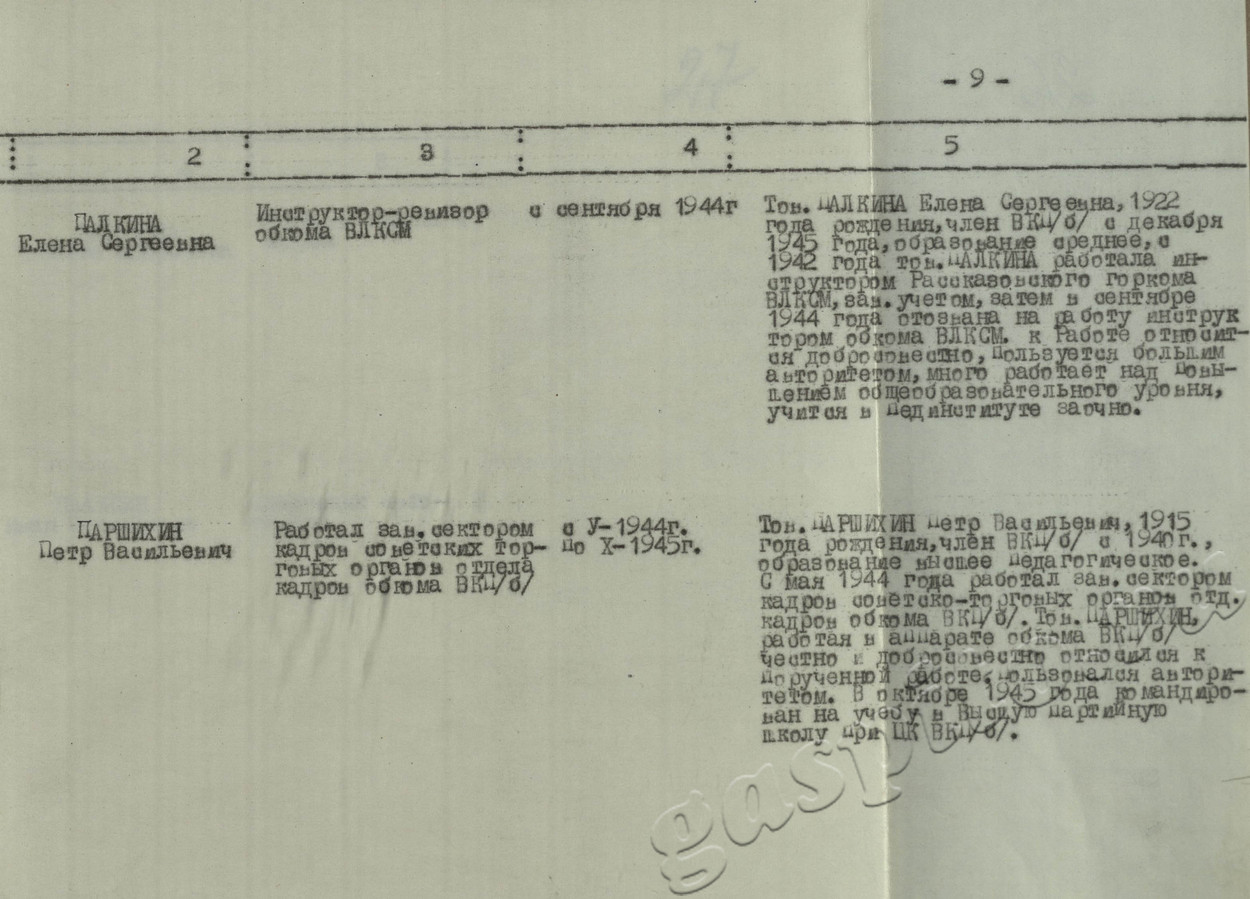 27
- 9 -
2 3 4 5
ПАЛКИНА
Елена Сергеевна
Инструктор-ревизор
обкома ВЛКСМ
с сентября 1944г
Тов. ПАЛКИНА Елена Сергеевна, 1922
года рождения,член ВКП/б/ с декабря
1945 года,образование среднее,с
1942 года тов.ПАЛКИНА работала ин-
структором Рассказовского горкома
ВЛКСМ,зав.учетом,затем в сентябре
1944 года отозвана на работу инструк
тором обкома ВЛКСМ. к Работе относит-
ся добросовестно,пользуется большим
авторитетом,много работает над повы-
шением общеобразовательного уровня,
учится в пединституте заочно.
ПАРШИХИН
Петр Васильевич
Работал зав.сектором
кадров советских тор-
говых органов отдела
кадров обкома ВКП/б/
с У-1944г.
по Х-1945г.
Тов. ПАРШИХИН Петр Васильевич,1915
года рождения,член ВКП/б/ с 1940г.,
образование высшее педагогическое.
С мая 1944 года работал зав.сектором
кадров советско-торговых органов отд.
кадров обкома ВКП/б/.Тов.ПАРШИХИН,
работая в аппарате обкома ВКП/б/
честно и добросовестно относился к
порученной работе,пользовался автори-
тетом. В октябре 1945 года командиро-
ван на учебу в Высшую партийную
школу при ЦК ВКП/б/.